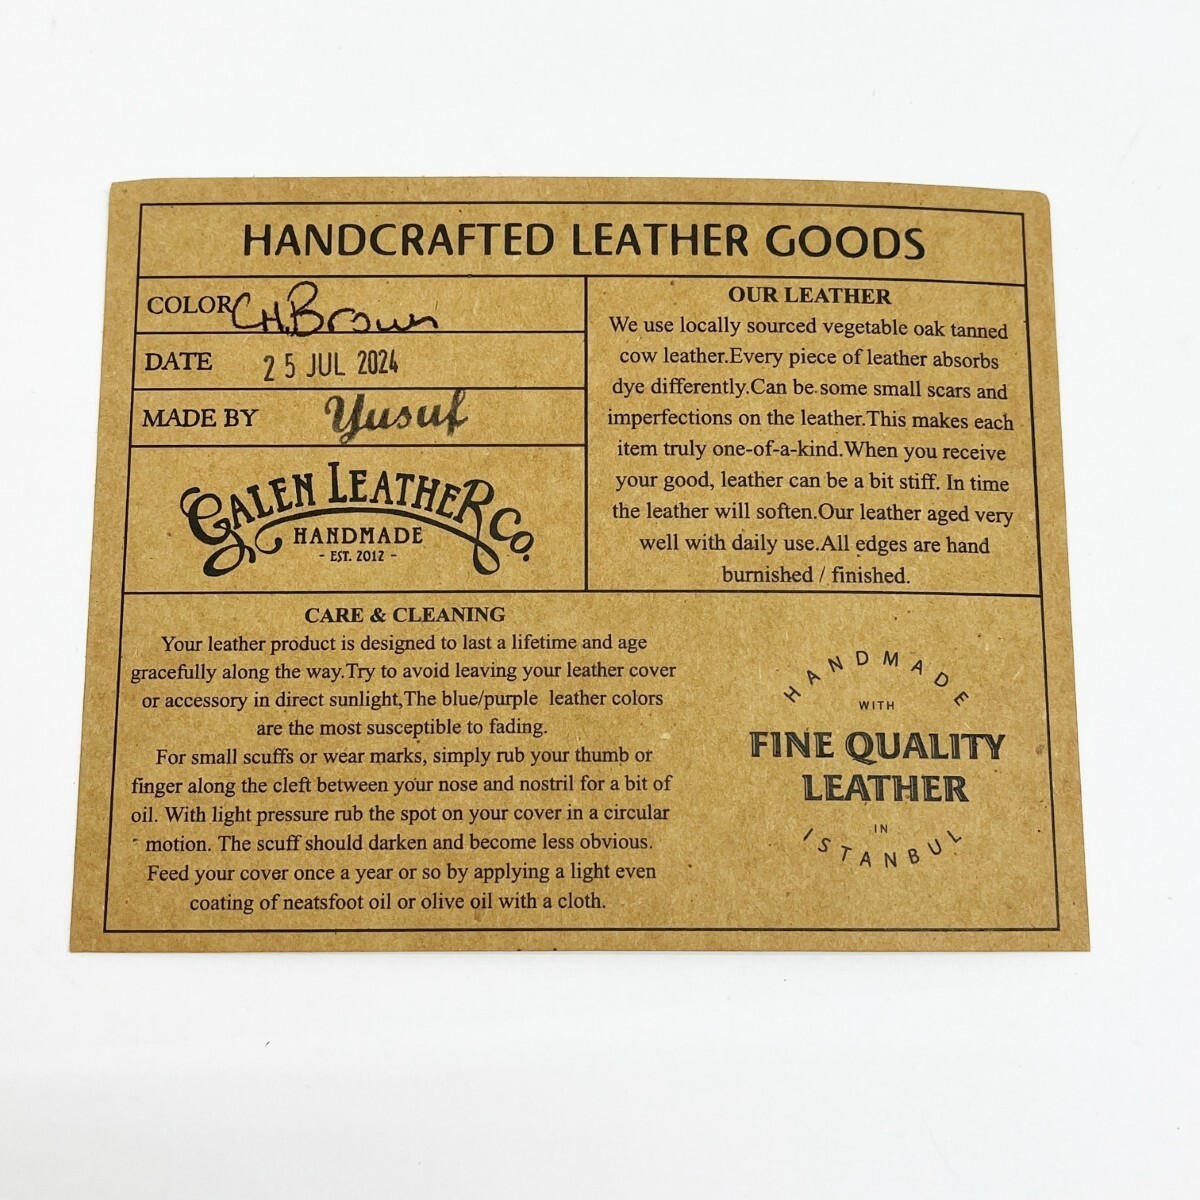 HANDCRAFTED LEATHER GOODS
COLOR CH.Brown
DATE 25 JUL 2024
MADE BY Yusuf
GALEN LEATHER CO.
HANDMADE
- EST. 2012 -
OUR LEATHER
We use locally sourced vegetable oak tanned
cow leather.Every piece of leather absorbs
dye differently.Can be some small scars and
imperfections on the leather.This makes each
item truly one-of-a-kind.When you receive
your good, leather can be a bit stiff. In time
the leather will soften.Our leather aged very
well with daily use.All edges are hand
burnished / finished.
CARE & CLEANING
Your leather product is designed to last a lifetime and age
gracefully along the way.Try to avoid leaving your leather cover
or accessory in direct sunlight,The blue/purple leather colors
are the most susceptible to fading.
For small scuffs or wear marks, simply rub your thumb or
finger along the cleft between your nose and nostril for a bit of
oil. With light pressure rub the spot on your cover in a circular
motion. The scuff should darken and become less obvious.
Feed your cover once a year or so by applying a light even
coating of neatsfoot oil or olive oil with a cloth.
HANDMADE
WITH
FINE QUALITY
LEATHER
IN
ISTANBUL